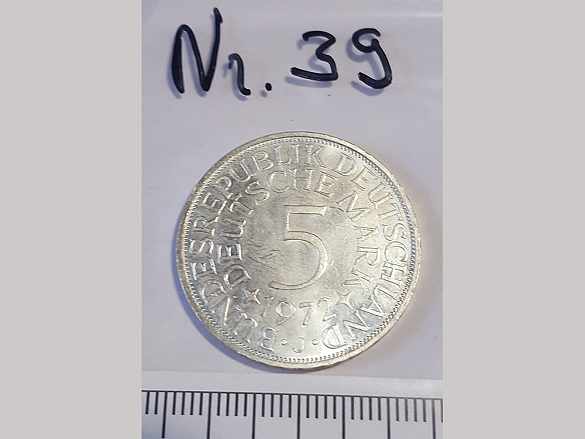 Nr. 39
BUNDESREPUBLIK DEUTSCHLAND
DEUTSCHE MARK
5
1972
J